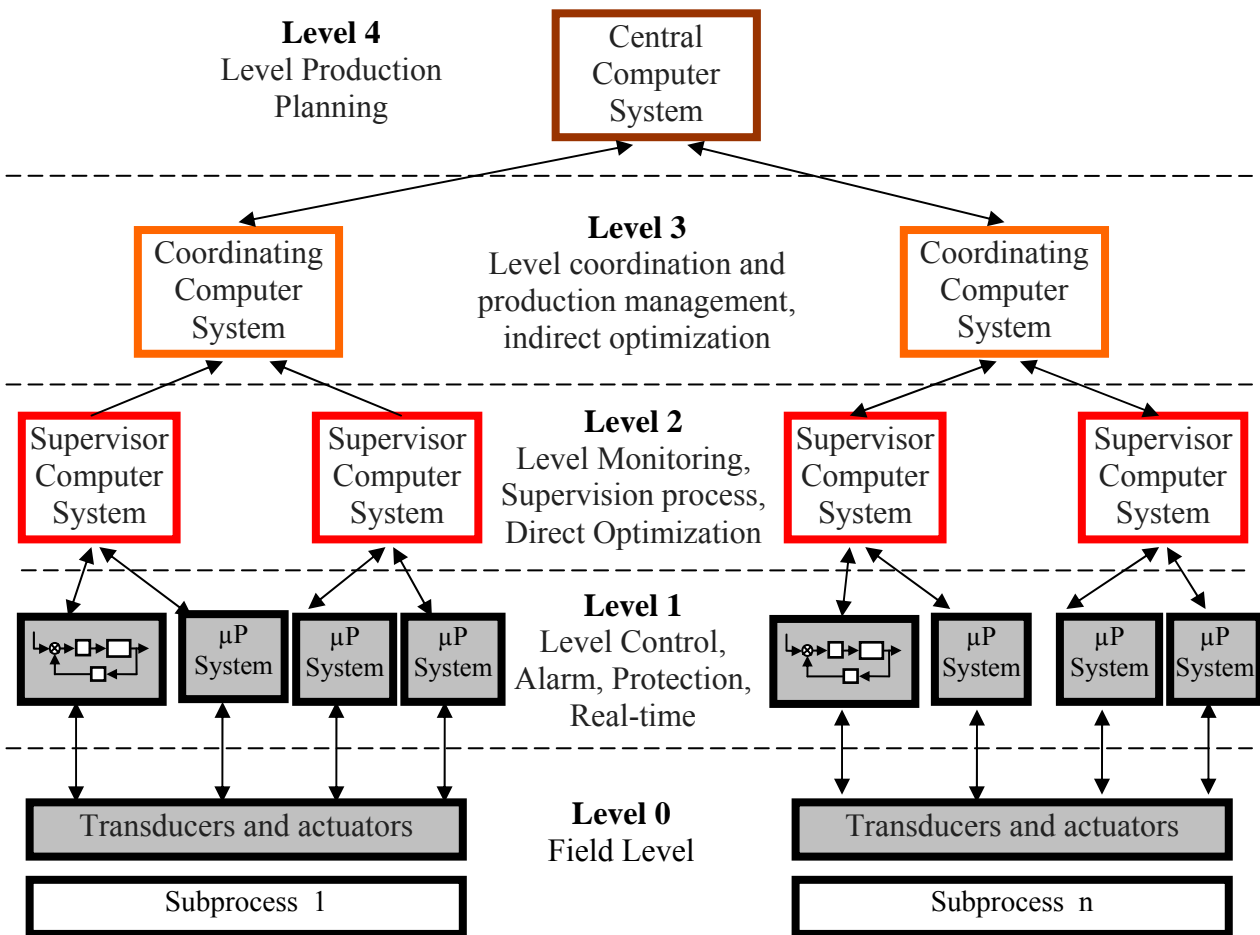 Level 4
Level Production
Planning
Central
Computer
System
Coordinating
Computer
System
Level 3
Level coordination and
production management,
indirect optimization
Coordinating
Computer
System
Supervisor
Computer
System
Supervisor
Computer
System
Level 2
Level Monitoring,
Supervision process,
Direct Optimization
Supervisor
Computer
System
Supervisor
Computer
System
µP
System
µP
System
µP
System
Level 1
Level Control,
Alarm, Protection,
Real-time
µP
System
µP
System
µP
System
Transducers and actuators
Level 0
Field Level
Transducers and actuators
Subprocess 1
Subprocess n